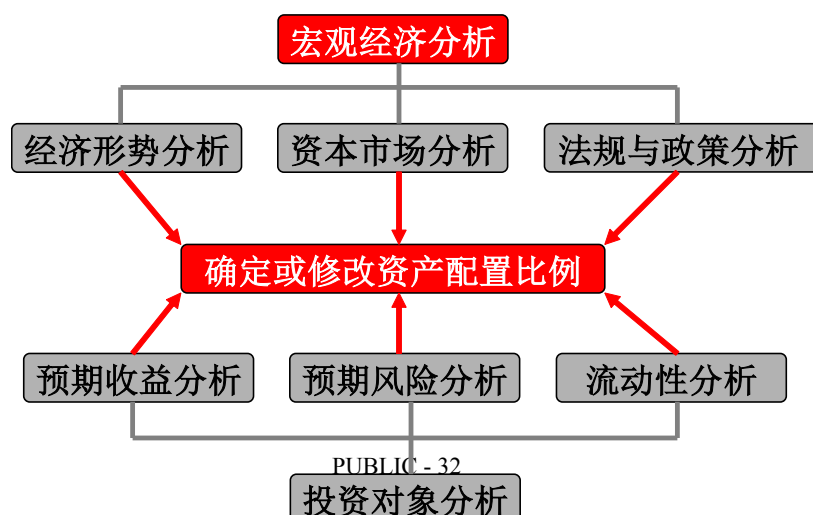 宏观经济分析
经济形势分析
资本市场分析
法规与政策分析
确定或修改资产配置比例
预期收益分析
预期风险分析
流动性分析
PUBLIC - 32
投资对象分析